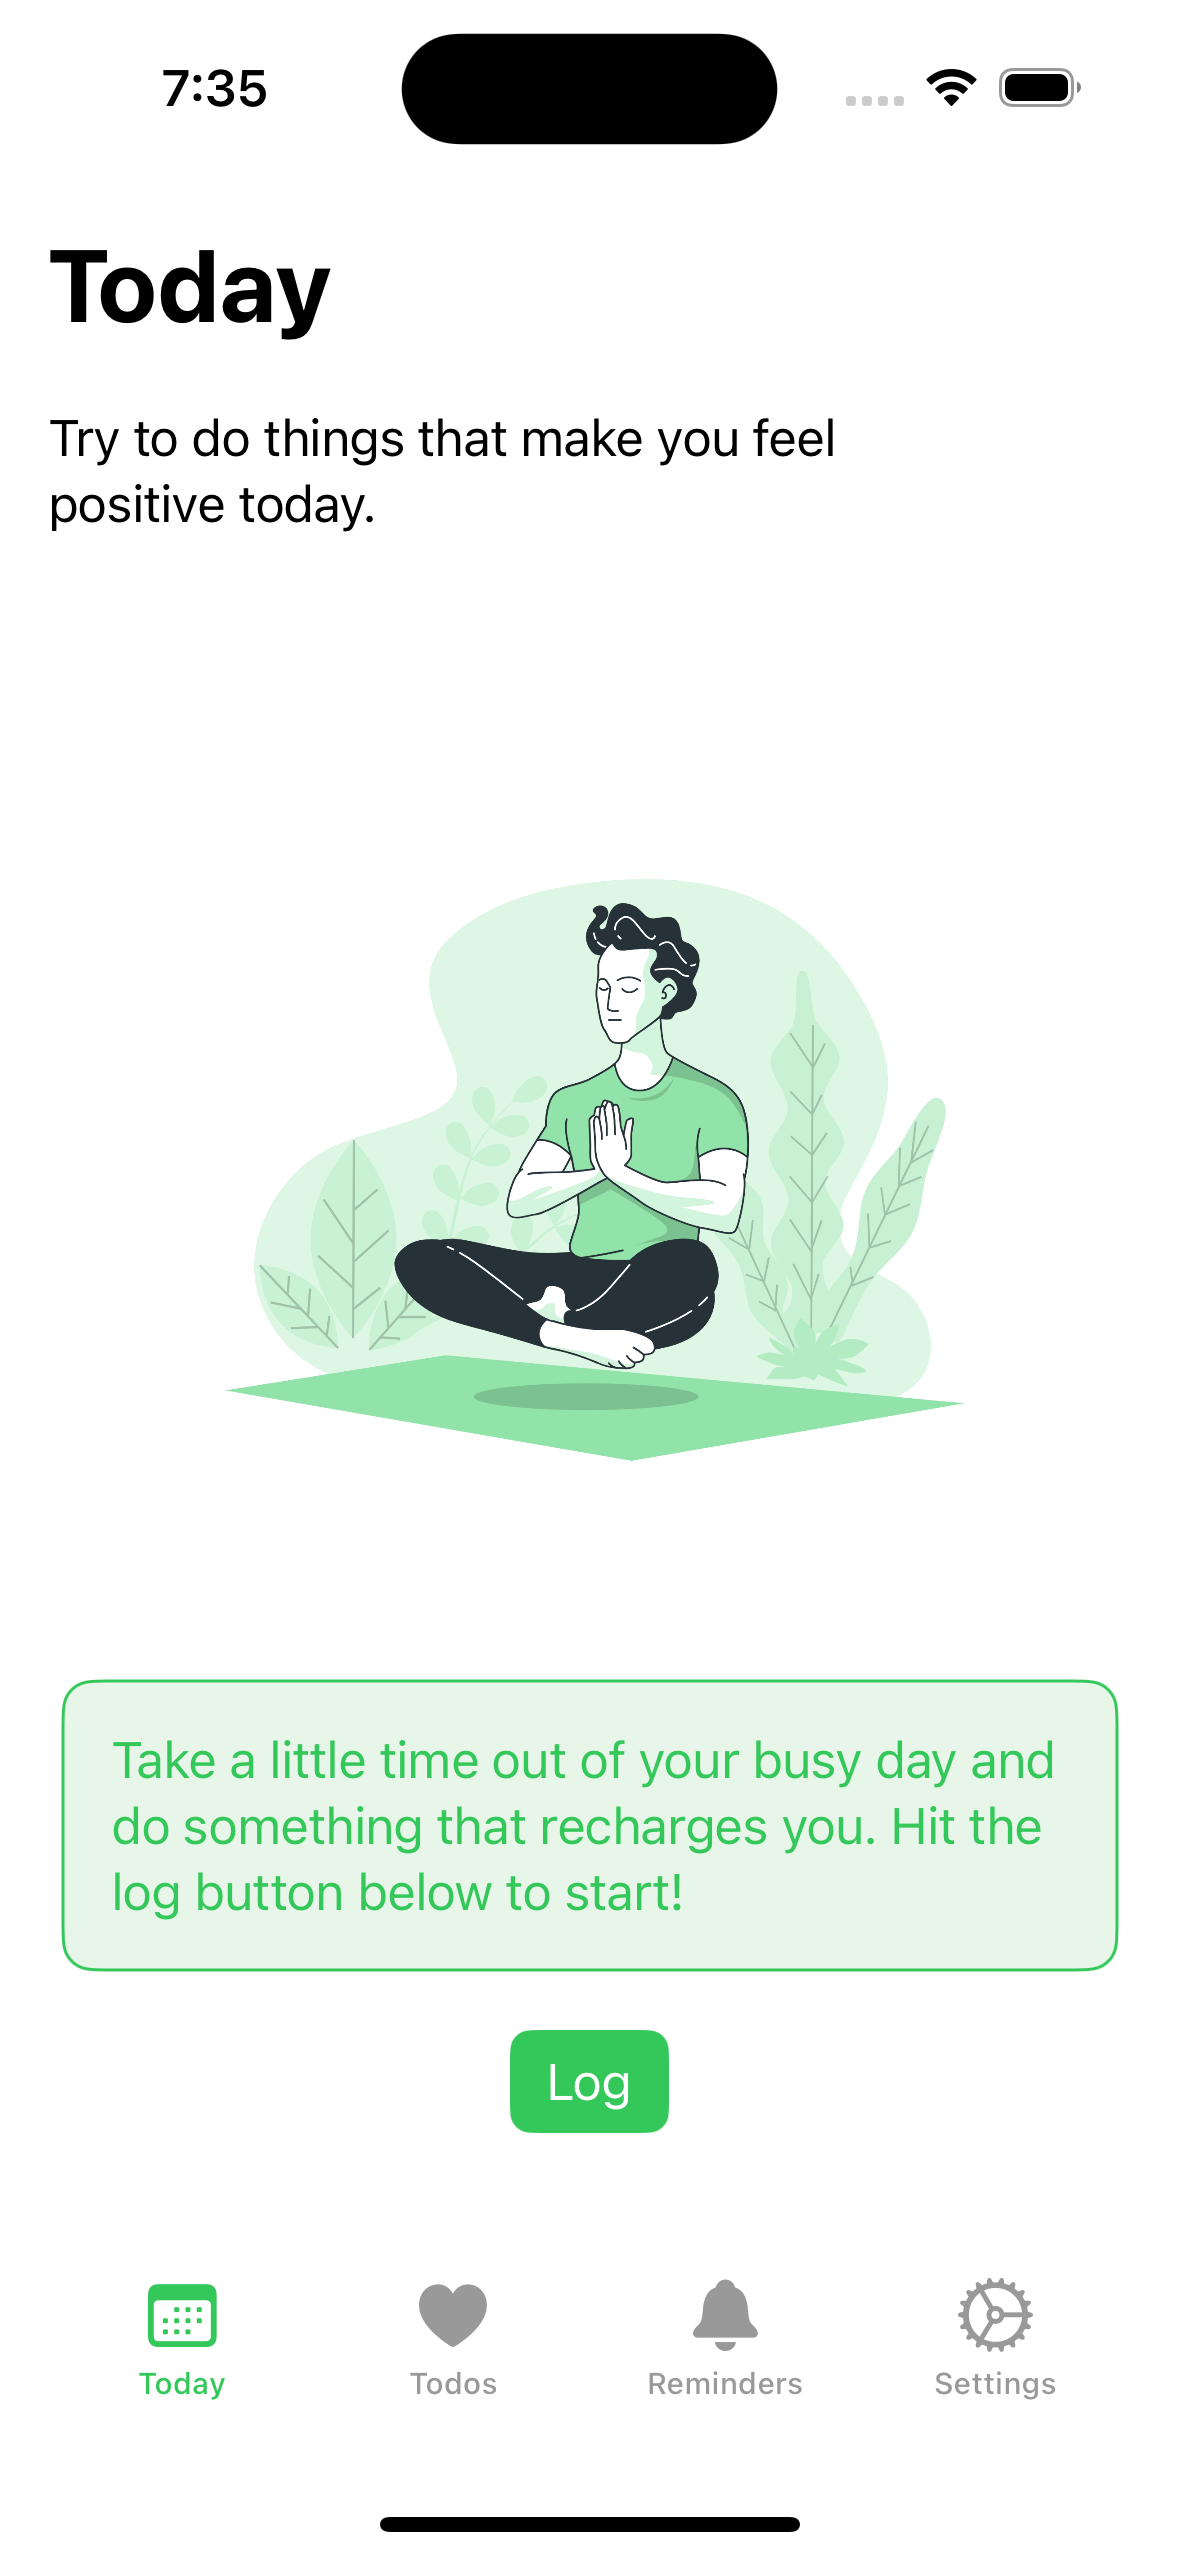 7:35
Today
Try to do things that make you feel
positive today.
Take a little time out of your busy day and
do something that recharges you. Hit the
log button below to start!
Log
Today
Todos
Reminders
Settings